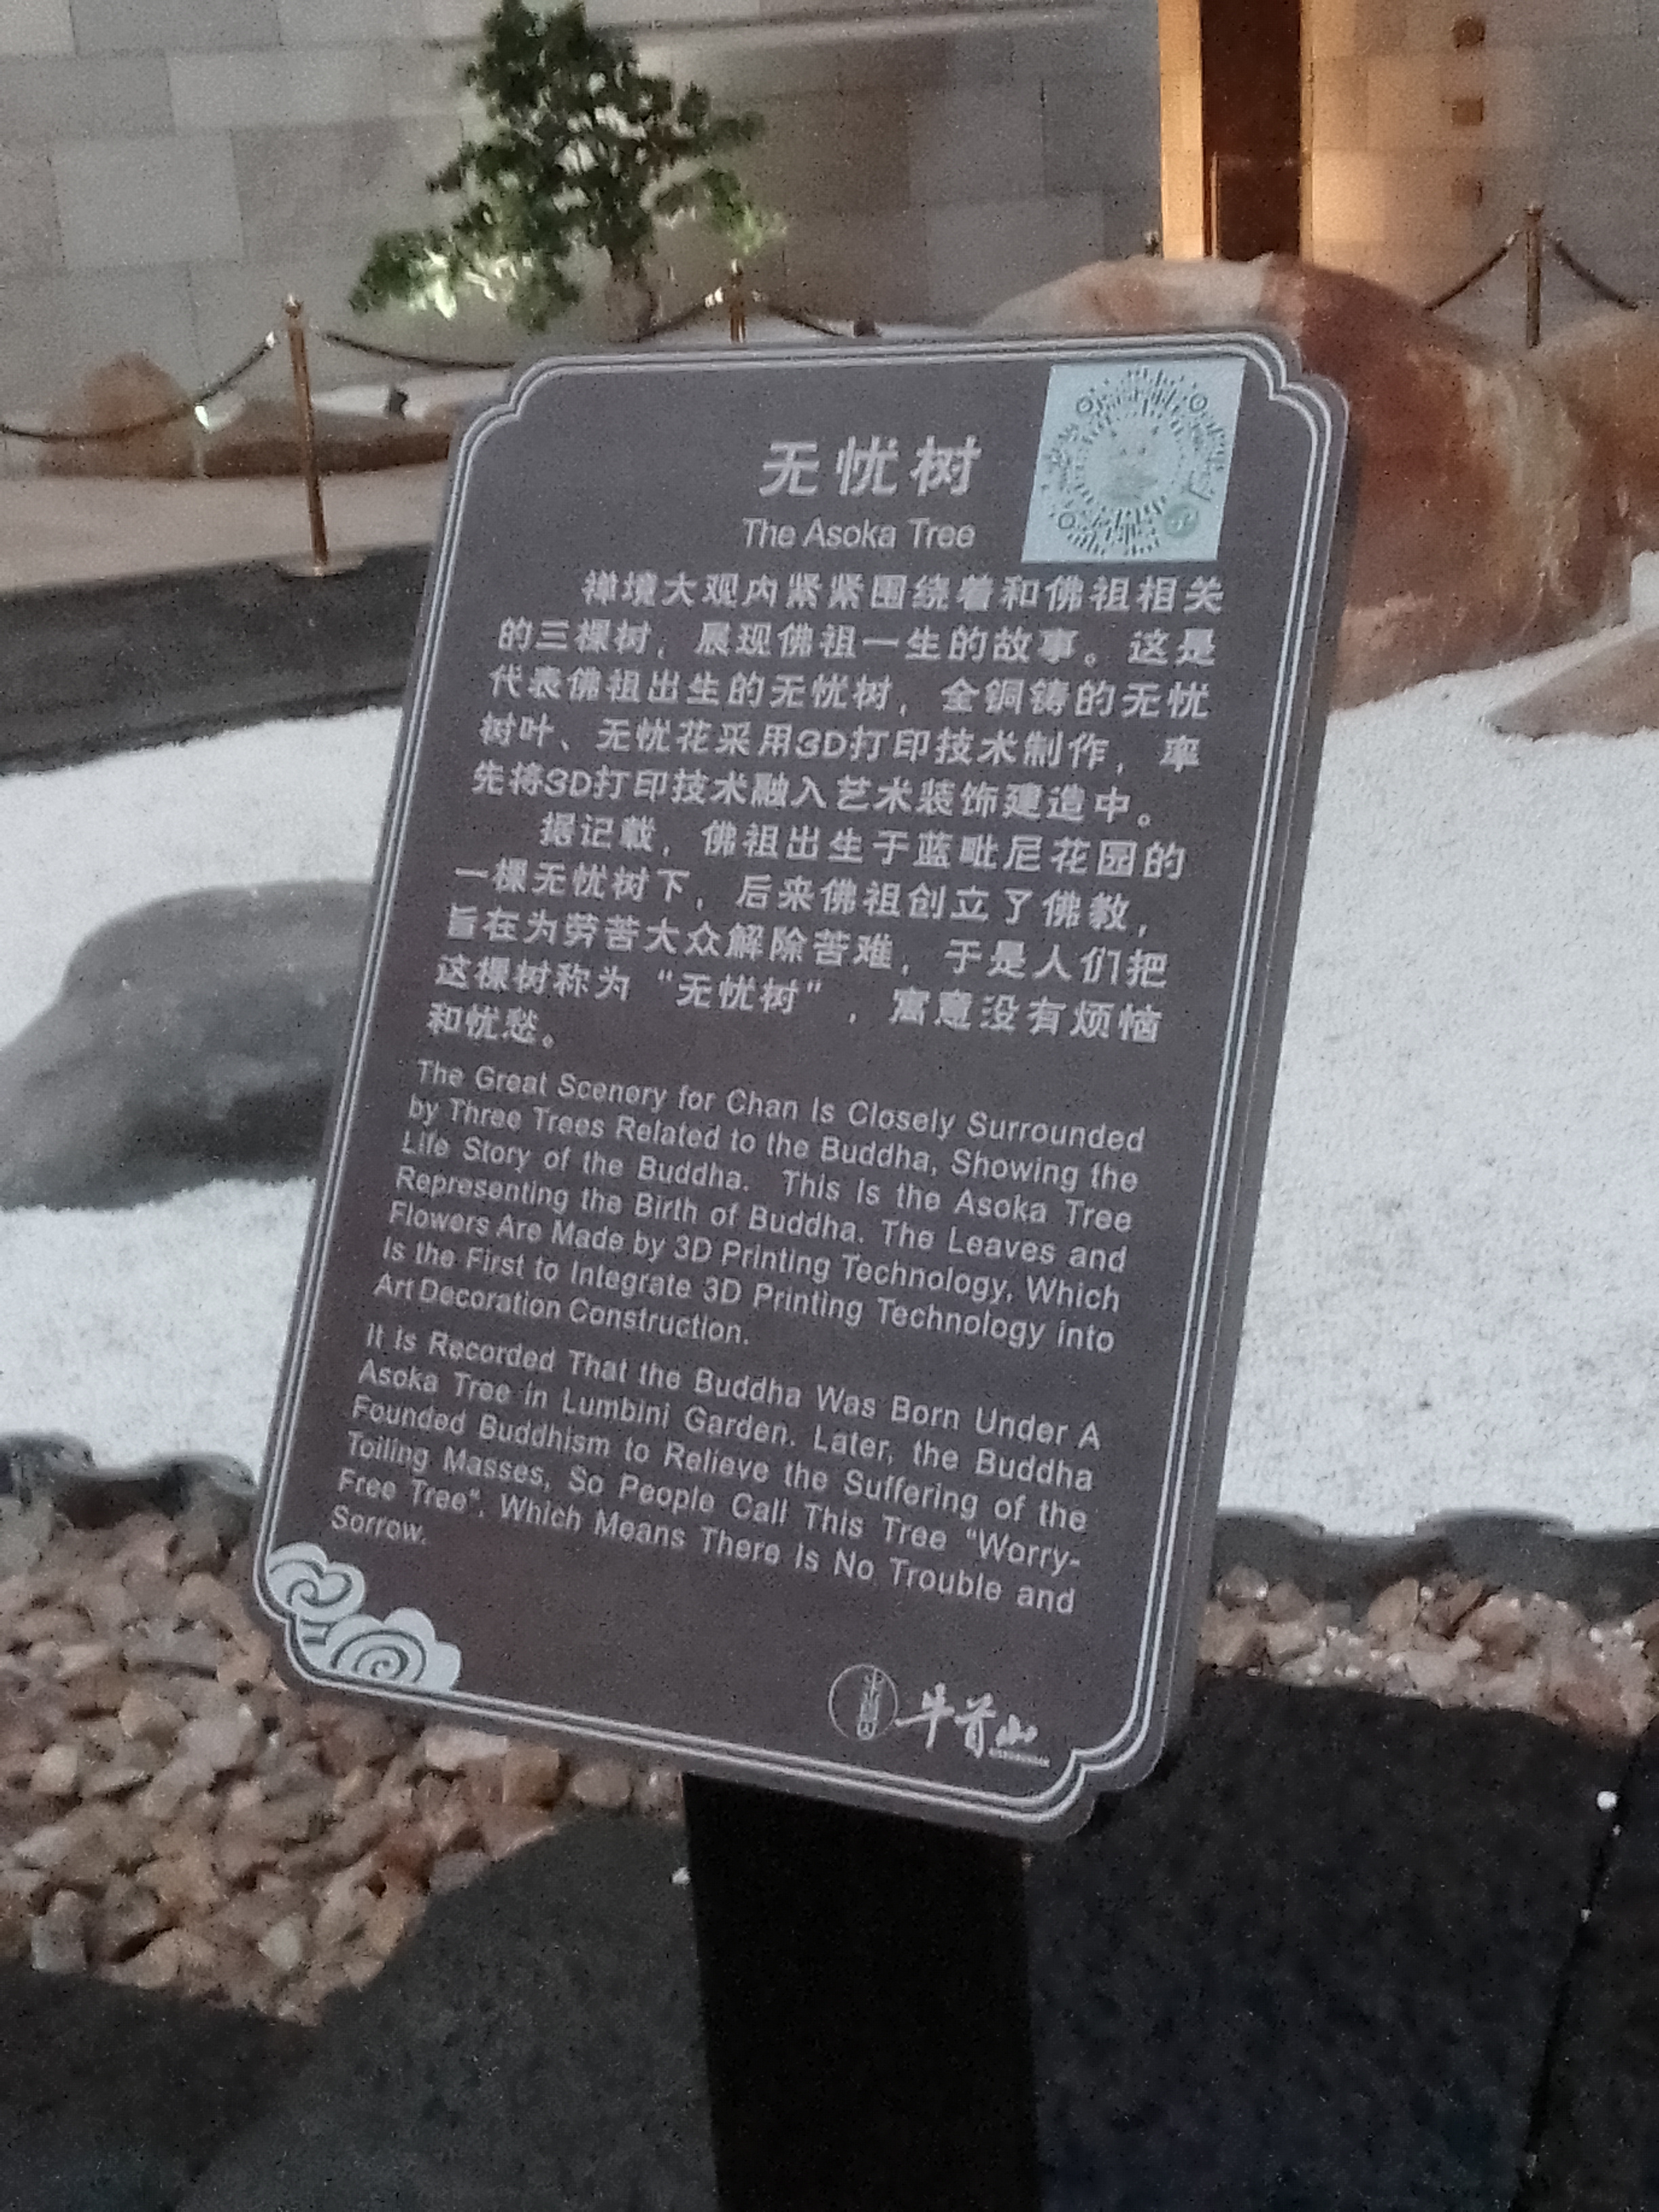 无忧树
The Asoka Tree
禅境大观内紧紧围绕着和佛祖相关
的三棵树，展现佛祖一生的故事。这是
代表佛祖出生的无忧树，全铜铸的无忧
树叶、无忧花采用3D打印技术制作，率
先将3D打印技术融入艺术装饰建造中。
据记载，佛祖出生于蓝毗尼花园的
一棵无忧树下，后来佛祖创立了佛教，
旨在为劳苦大众解除苦难，于是人们把
这棵树称为“无忧树”，寓意没有烦恼
和忧愁。
The Great Scenery for Chan Is Closely Surrounded
by Three Trees Related to the Buddha, Showing the
Life Story of the Buddha. This Is the Asoka Tree
Representing the Birth of Buddha. The Leaves and
Flowers Are Made by 3D Printing Technology, Which
Is the First to Integrate 3D Printing Technology into
Art Decoration Construction.
It Is Recorded That the Buddha Was Born Under A
Asoka Tree in Lumbini Garden. Later, the Buddha
Founded Buddhism to Relieve the Suffering of the
Toiling Masses, So People Call This Tree "Worry-
Free Tree", Which Means There Is No Trouble and
Sorrow.
牛首山